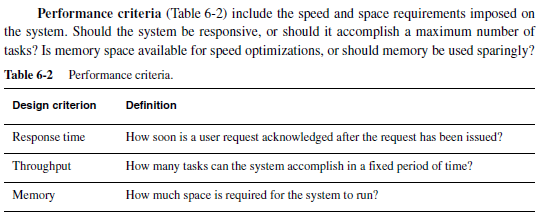 Performance criteria (Table 6-2) include the speed and space requirements imposed on
the system. Should the system be responsive, or should it accomplish a maximum number of
tasks? Is memory space available for speed optimizations, or should memory be used sparingly?
Table 6-2 Performance criteria.
Design criterion Definition
Response time How soon is a user request acknowledged after the request has been issued?
Throughput How many tasks can the system accomplish in a fixed period of time?
Memory How much space is required for the system to run?